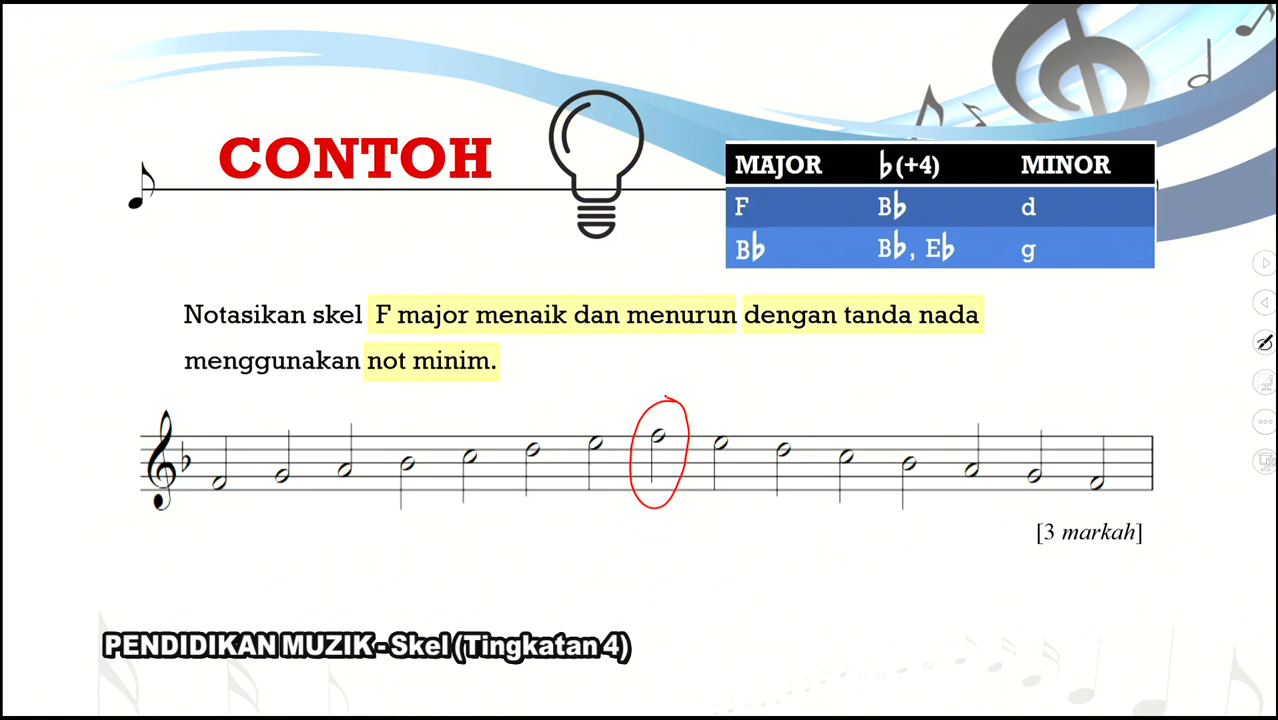 CONTOH
MAJOR ♭(+4) MINOR
F B♭ d
B♭ B♭, E♭ g
Notasikan skel F major menaik dan menurun dengan tanda nada
menggunakan not minim.
[3 markah]
PENDIDIKAN MUZIK - Skel (Tingkatan 4)